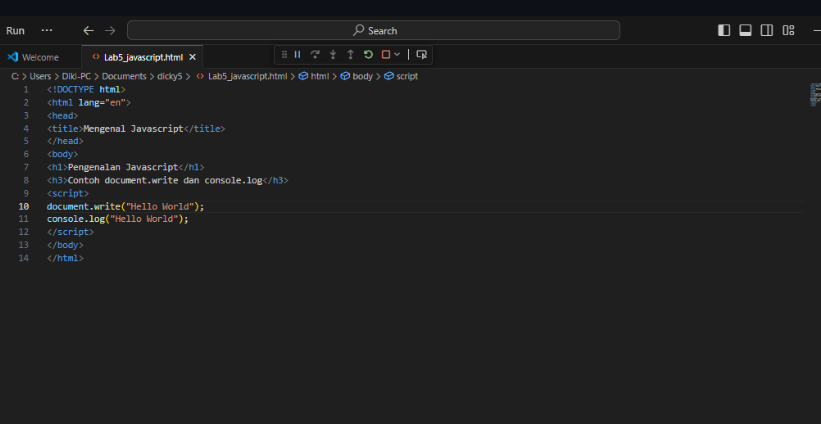 Run ··· Search
Welcome Lab5_javascript.html
C: > Users > Diki-PC > Documents > dicky5 > Lab5_javascript.html > html > body > script
1 <!DOCTYPE html>
2 <html lang="en">
3 <head>
4 <title>Mengenal Javascript</title>
5 </head>
6 <body>
7 <h1>Pengenalan Javascript</h1>
8 <h3>Contoh document.write dan console.log</h3>
9 <script>
10 document.write("Hello World");
11 console.log("Hello World");
12 </script>
13 </body>
14 </html>